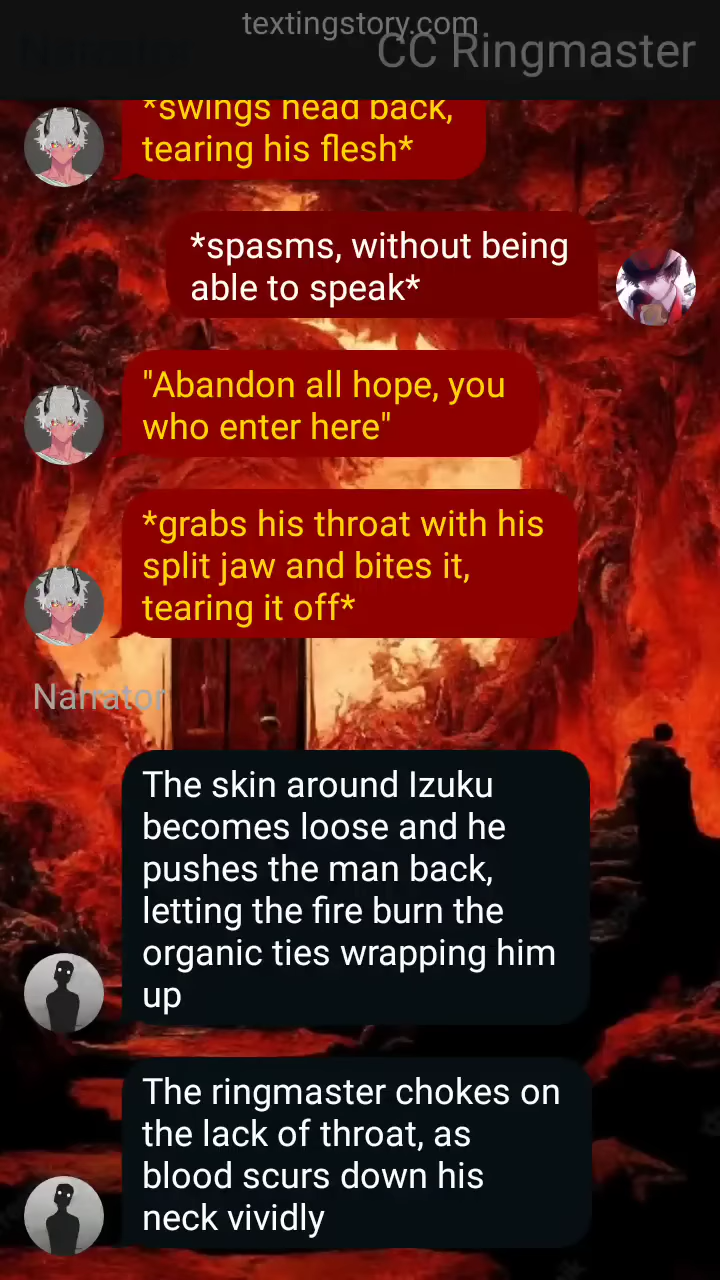 textingstory.com
CC Ringmaster
*swings head back,
tearing his flesh*
*spasms, without being
able to speak*
"Abandon all hope, you
who enter here"
*grabs his throat with his
split jaw and bites it,
tearing it off*
Narrator
The skin around Izuku
becomes loose and he
pushes the man back,
letting the fire burn the
organic ties wrapping him
up
The ringmaster chokes on
the lack of throat, as
blood scurs down his
neck vividly